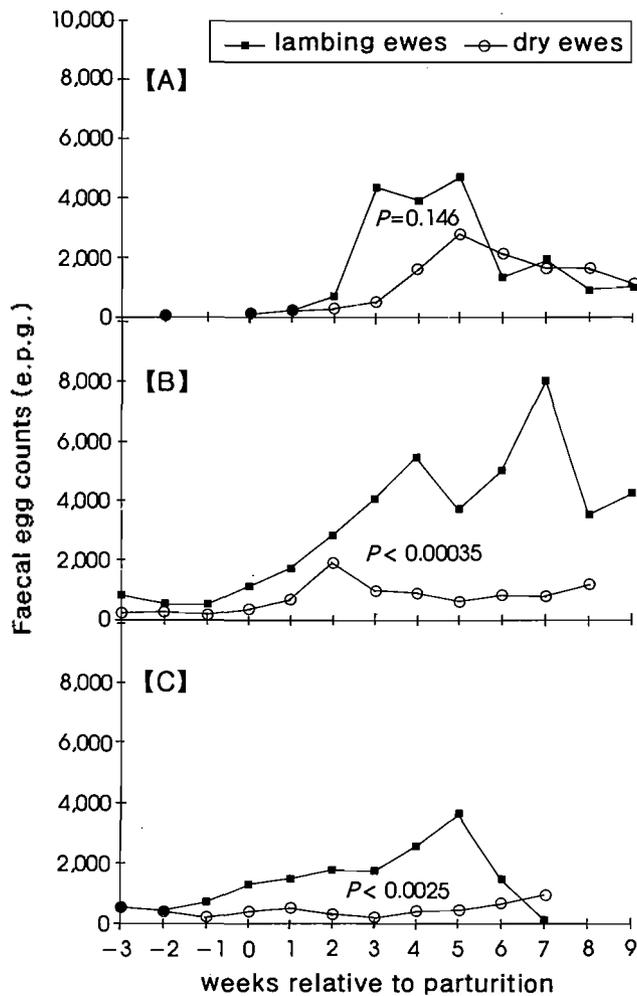 10,000
lambing ewes dry ewes
8,000
[A]
6,000
4,000
P=0.146
2,000
0
8,000
[B]
6,000
4,000
P< 0.00035
2,000
0
8,000
[C]
6,000
4,000
2,000
P< 0.0025
0
-3 -2 -1 0 1 2 3 4 5 6 7 8 9
weeks relative to parturition
Faecal egg counts (e.p.g.)